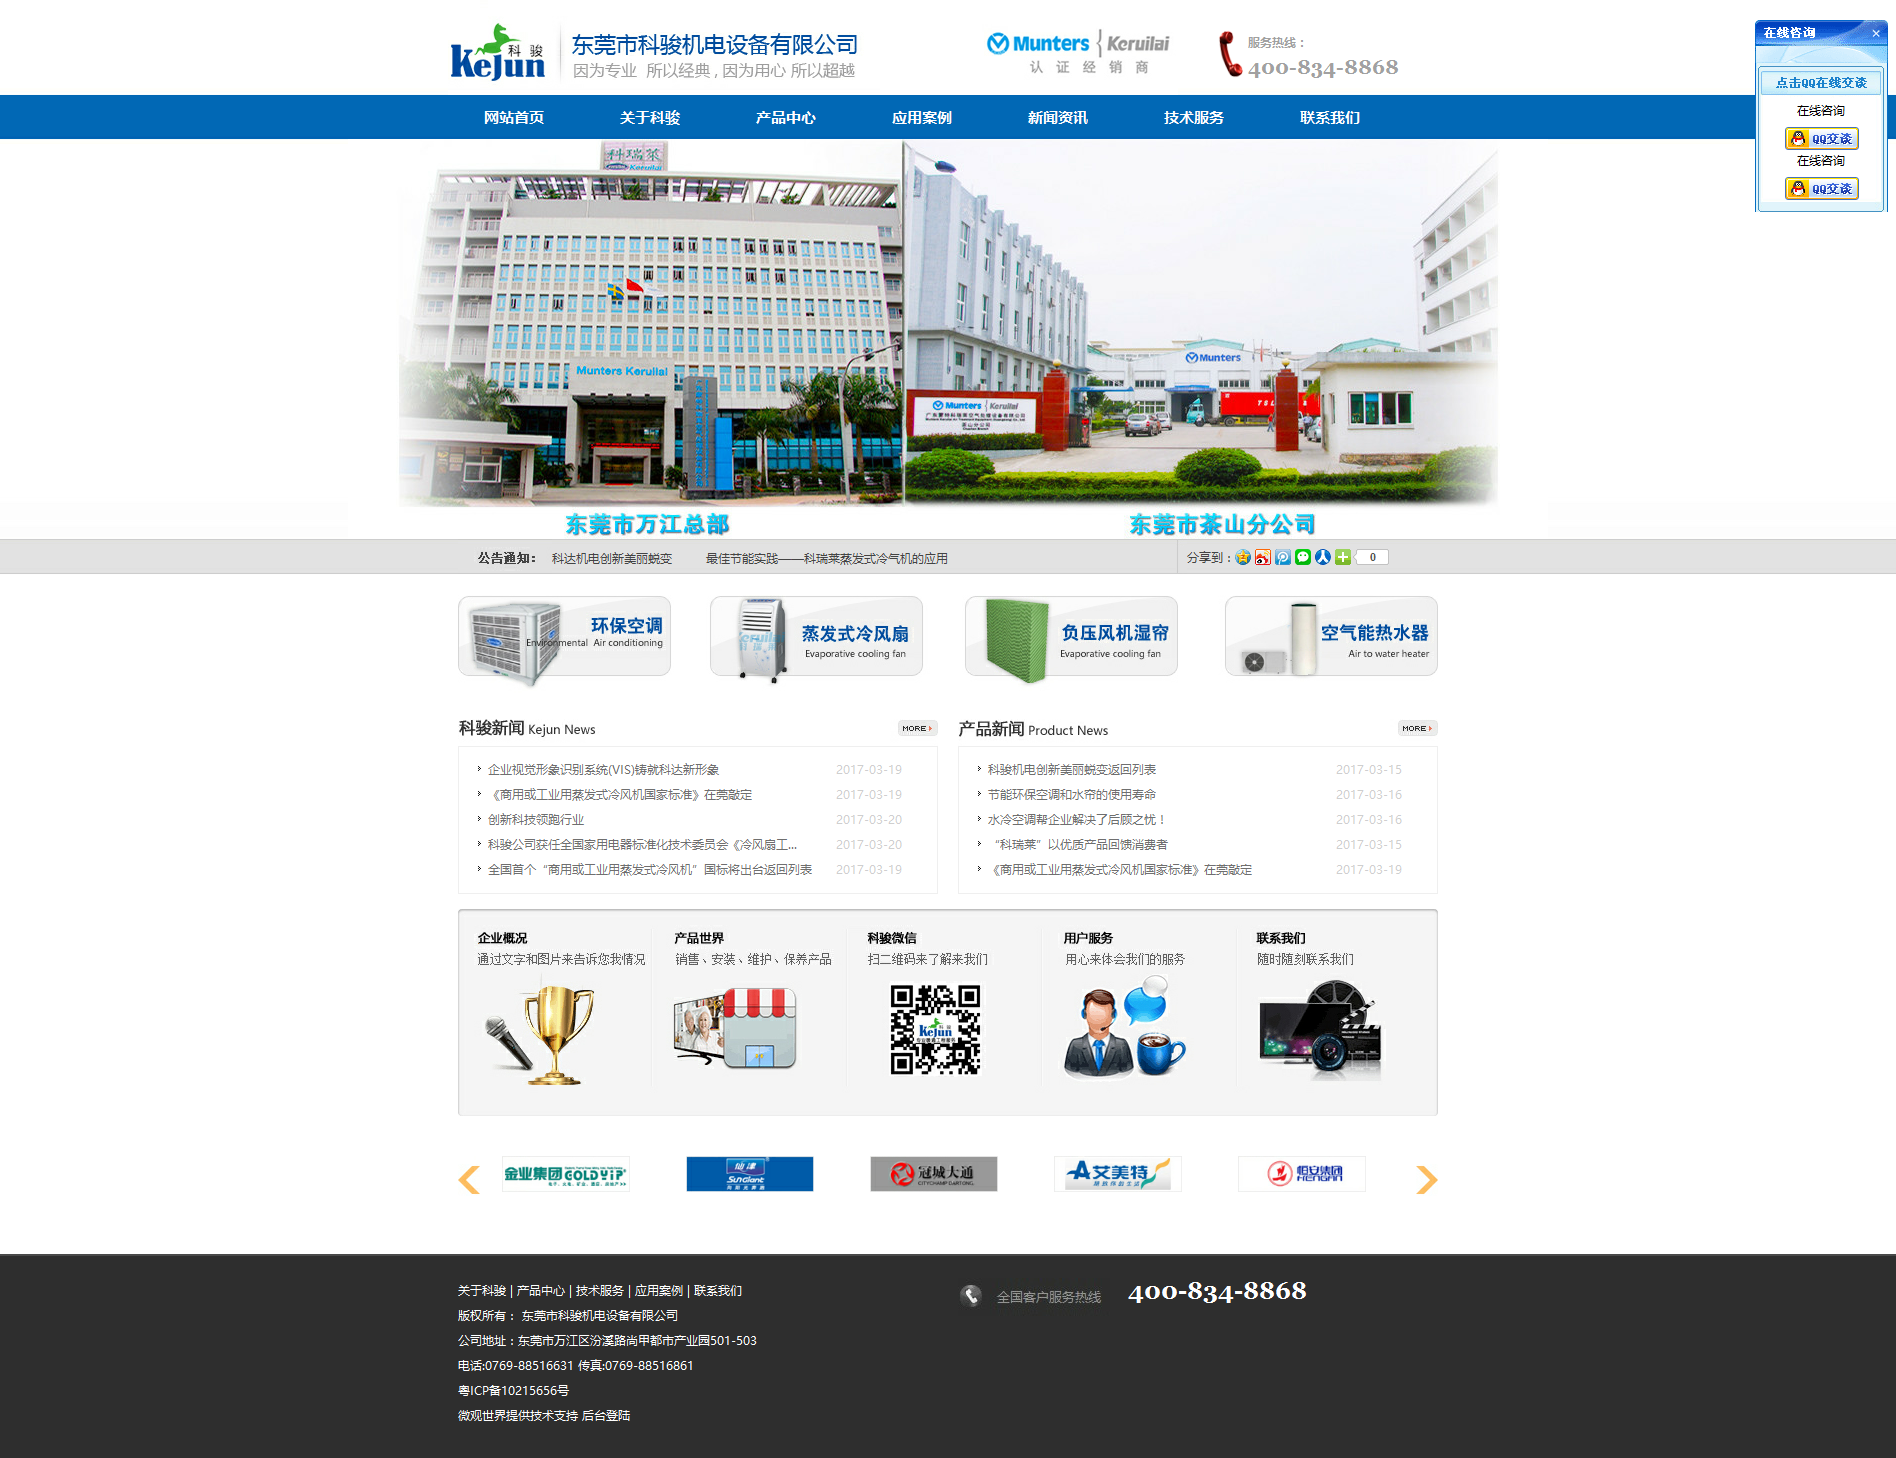 科骏
Kejun
东莞市科骏机电设备有限公司
因为专业 所以经典 , 因为用心 所以超越
Munters Keruilai
认证经销商
服务热线：
400-834-8868
在线咨询
点击QQ在线交谈
在线咨询
QQ交谈
在线咨询
QQ交谈
网站首页
关于科骏
产品中心
应用案例
新闻资讯
技术服务
联系我们
科瑞莱
Keruilai
Munters Keruilai
Munters
Munters Keruilai
茶山分公司
东莞市万江总部
东莞市茶山分公司
公告通知：
科达机电创新美丽蜕变
最佳节能实践——科瑞莱蒸发式冷气机的应用
分享到：
0
环保空调
Environmental Air conditioning
蒸发式冷风扇
Evaporative cooling fan
负压风机湿帘
Evaporative cooling fan
空气能热水器
Air to water heater
科骏新闻 Kejun News
MORE
企业视觉形象识别系统(VIS)铸就科达新形象 2017-03-19
《商用或工业用蒸发式冷风机国家标准》在莞敲定 2017-03-19
创新科技领跑行业 2017-03-20
科骏公司获任全国家用电器标准化技术委员会《冷风扇工... 2017-03-20
全国首个“商用或工业用蒸发式冷风机”国标将出台返回列表 2017-03-19
产品新闻 Product News
MORE
科骏机电创新美丽蜕变返回列表 2017-03-15
节能环保空调和水帘的使用寿命 2017-03-16
水冷空调帮企业解决了后顾之忧！ 2017-03-16
“科瑞莱”以优质产品回馈消费者 2017-03-15
《商用或工业用蒸发式冷风机国家标准》在莞敲定 2017-03-19
企业概况
通过文字和图片来告诉您我情况
产品世界
销售、安装、维护、保养产品
科骏微信
扫二维码来了解来我们
科骏
Kejun
用户服务
用心来体会我们的服务
联系我们
随时随刻联系我们
金业集团 GOLDYIP
仙津
SunGiant
冠城大通
CITYCHAMP DARTONG
艾美特
恒安集团
HENGAN
关于科骏 | 产品中心 | 技术服务 | 应用案例 | 联系我们
版权所有： 东莞市科骏机电设备有限公司
公司地址：东莞市万江区汾溪路尚甲都市产业园501-503
电话:0769-88516631 传真:0769-88516861
粤ICP备10215656号
微观世界提供技术支持 后台登陆
全国客户服务热线
400-834-8868